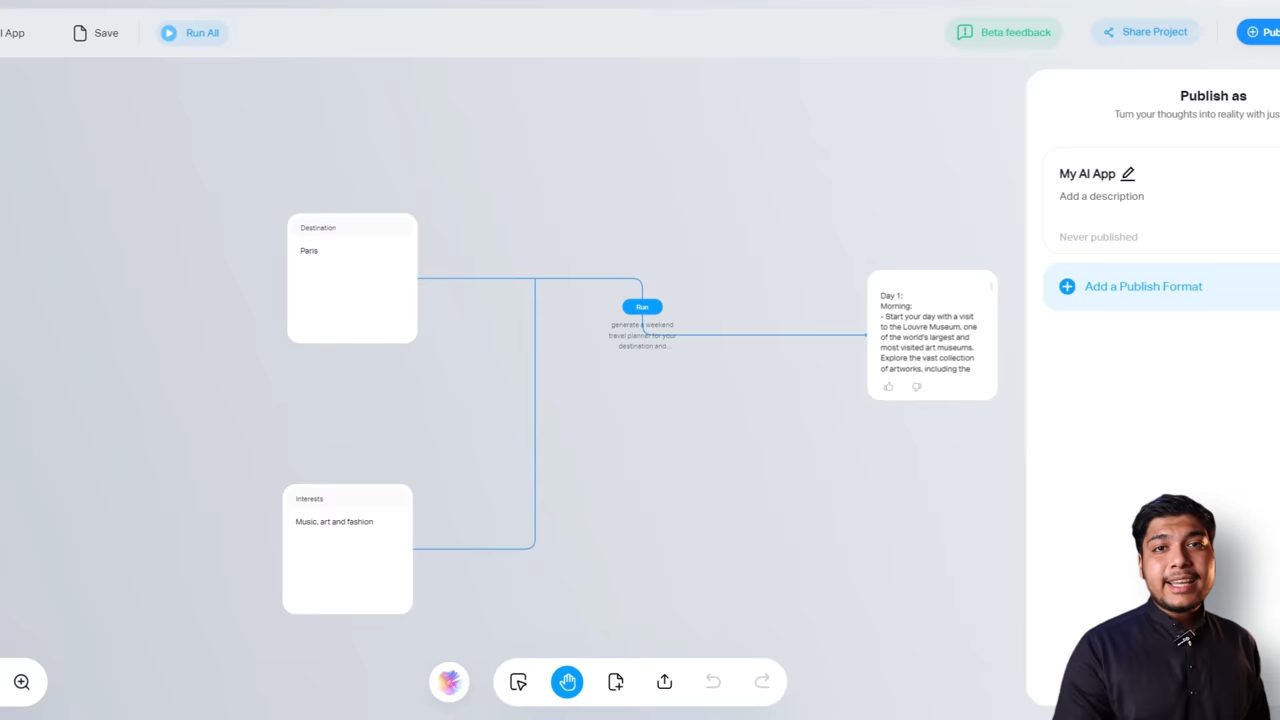 I App
Save
Run All
Beta feedback
Share Project
Pub
Publish as
Turn your thoughts into reality with jus
My AI App
Add a description
Never published
Add a Publish Format
Destination
Paris
Run
generate a weekend
traval planner for your
destination and...
Day 1:
Morning:
- Start your day with a visit
to the Louvre Museum, one
of the world's largest and
most visited art museums.
Explore the vast collection
of artworks, including the
Interests
Music, art and fashion